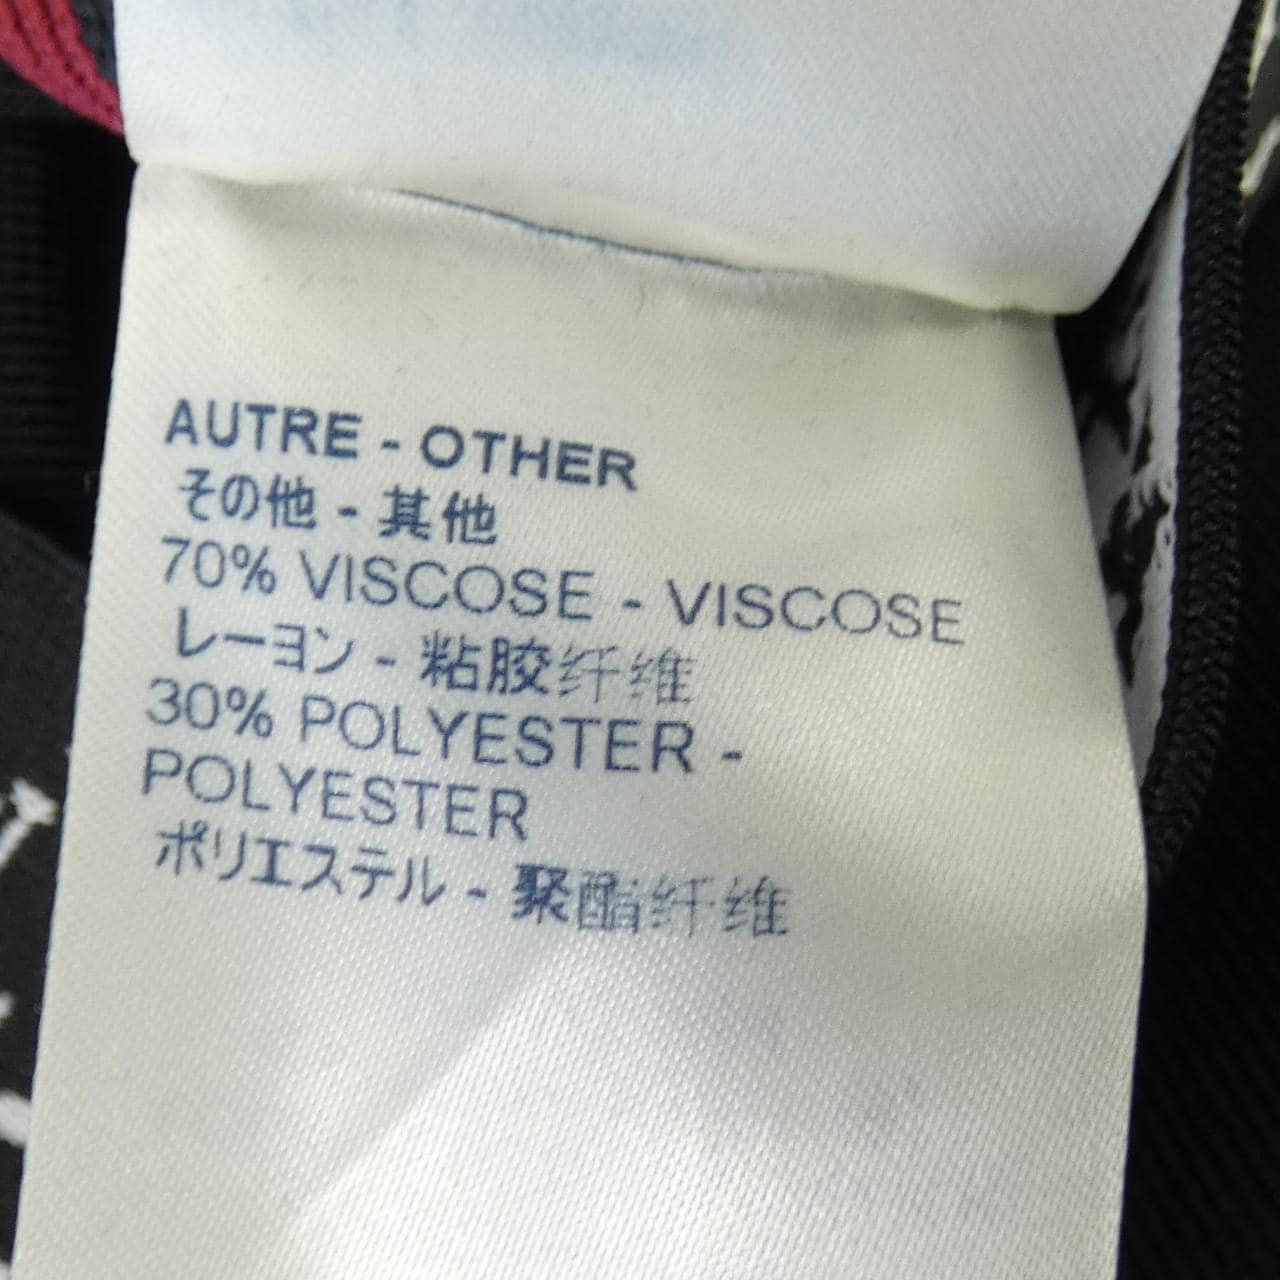 AUTRE - OTHER
その他 - 其他
70% VISCOSE - VISCOSE
レーヨン - 粘胶纤维
30% POLYESTER -
POLYESTER
ポリエステル - 聚酯纤维